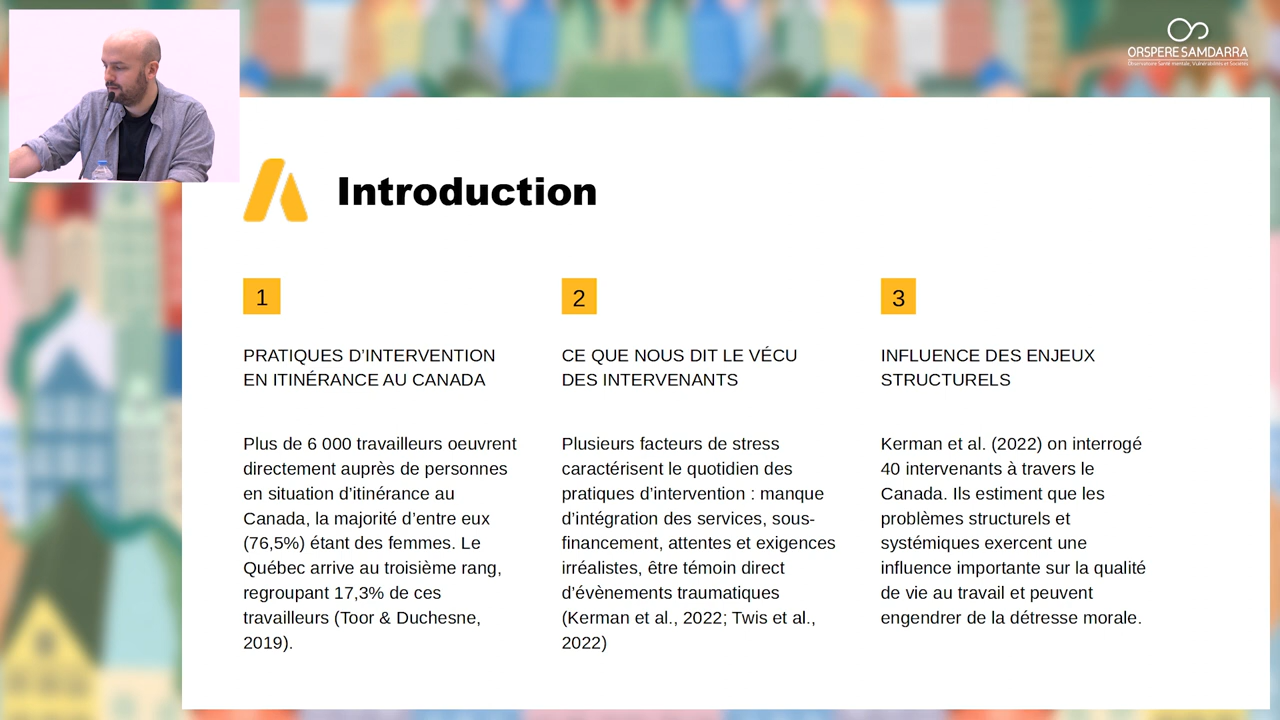 ORSPERE SAMDARRA
Observatoire Santé mentale, Vulnérabilités et Sociétés
Introduction
1
PRATIQUES D’INTERVENTION
EN ITINÉRANCE AU CANADA
Plus de 6 000 travailleurs oeuvrent
directement auprès de personnes
en situation d’itinérance au
Canada, la majorité d’entre eux
(76,5%) étant des femmes. Le
Québec arrive au troisième rang,
regroupant 17,3% de ces
travailleurs (Toor & Duchesne,
2019).
2
CE QUE NOUS DIT LE VÉCU
DES INTERVENANTS
Plusieurs facteurs de stress
caractérisent le quotidien des
pratiques d’intervention : manque
d’intégration des services, sous-
financement, attentes et exigences
irréalistes, être témoin direct
d’évènements traumatiques
(Kerman et al., 2022; Twis et al.,
2022)
3
INFLUENCE DES ENJEUX
STRUCTURELS
Kerman et al. (2022) on interrogé
40 intervenants à travers le
Canada. Ils estiment que les
problèmes structurels et
systémiques exercent une
influence importante sur la qualité
de vie au travail et peuvent
engendrer de la détresse morale.